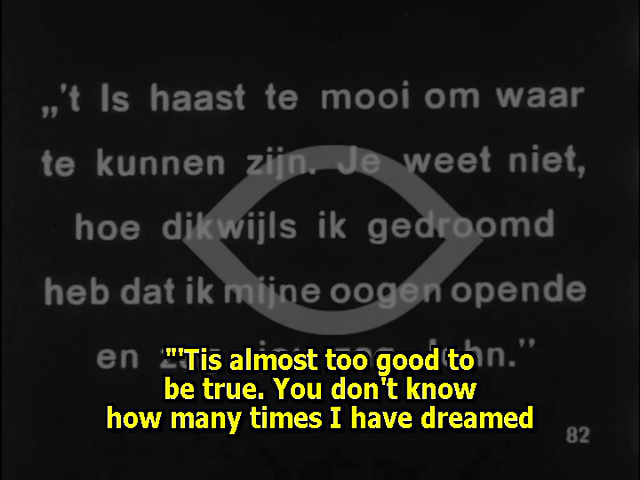 „'t Is haast te mooi om waar
te kunnen zijn. Je weet niet,
hoe dikwijls ik gedroomd
heb dat ik mijne oogen opende
en John.”
"'Tis almost too good to
be true. You don't know
how many times I have dreamed
82